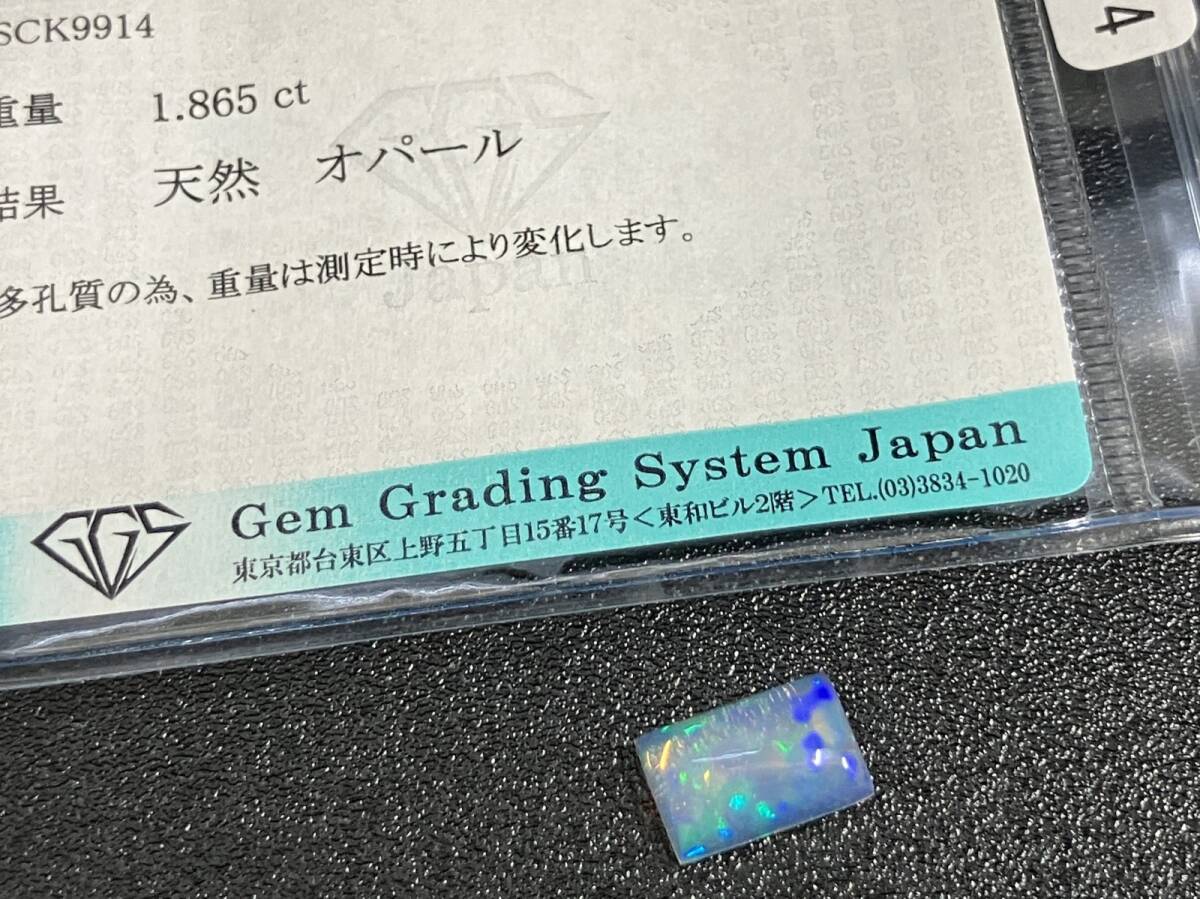 SCK9914
重量 1.865 ct
結果 天然 オパール
多孔質の為、重量は測定時により変化します。
Japan
GGS
Gem Grading System Japan
東京都台東区上野五丁目15番17号<東和ビル2階>TEL.(03)3834-1020
4